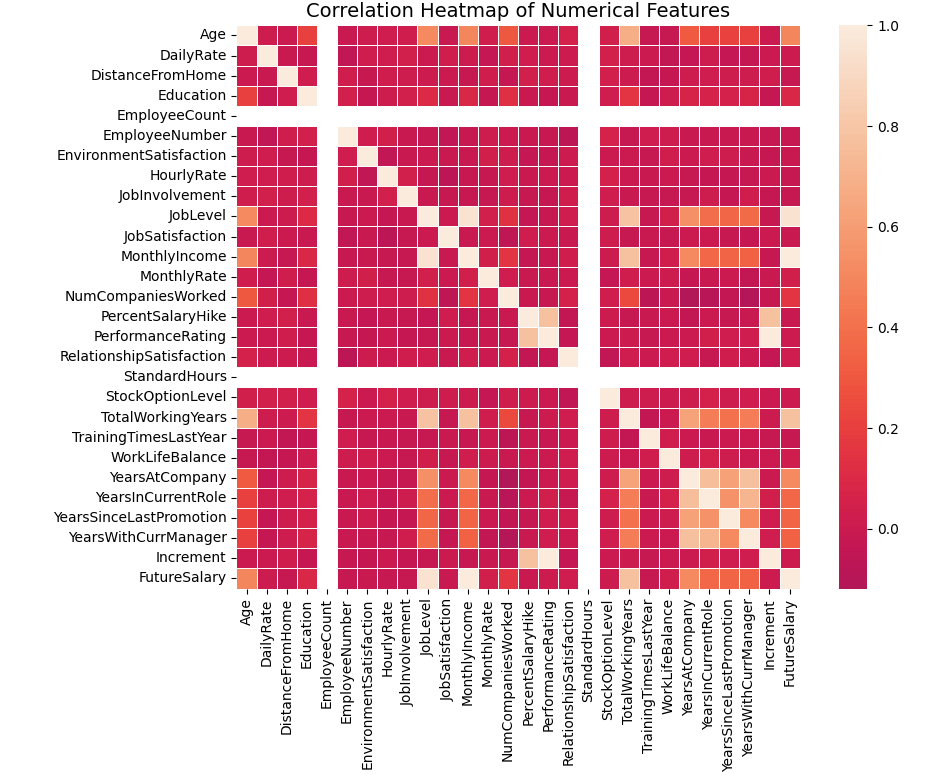 Correlation Heatmap of Numerical Features
Age
DailyRate
DistanceFromHome
Education
EmployeeCount
EmployeeNumber
EnvironmentSatisfaction
HourlyRate
JobInvolvement
JobLevel
JobSatisfaction
MonthlyIncome
MonthlyRate
NumCompaniesWorked
PercentSalaryHike
PerformanceRating
RelationshipSatisfaction
StandardHours
StockOptionLevel
TotalWorkingYears
TrainingTimesLastYear
WorkLifeBalance
YearsAtCompany
YearsInCurrentRole
YearsSinceLastPromotion
YearsWithCurrManager
Increment
FutureSalary
Age
DailyRate
DistanceFromHome
Education
EmployeeCount
EmployeeNumber
EnvironmentSatisfaction
HourlyRate
JobInvolvement
JobLevel
JobSatisfaction
MonthlyIncome
MonthlyRate
NumCompaniesWorked
PercentSalaryHike
PerformanceRating
RelationshipSatisfaction
StandardHours
StockOptionLevel
TotalWorkingYears
TrainingTimesLastYear
WorkLifeBalance
YearsAtCompany
YearsInCurrentRole
YearsSinceLastPromotion
YearsWithCurrManager
Increment
FutureSalary
1.0
0.8
0.6
0.4
0.2
0.0